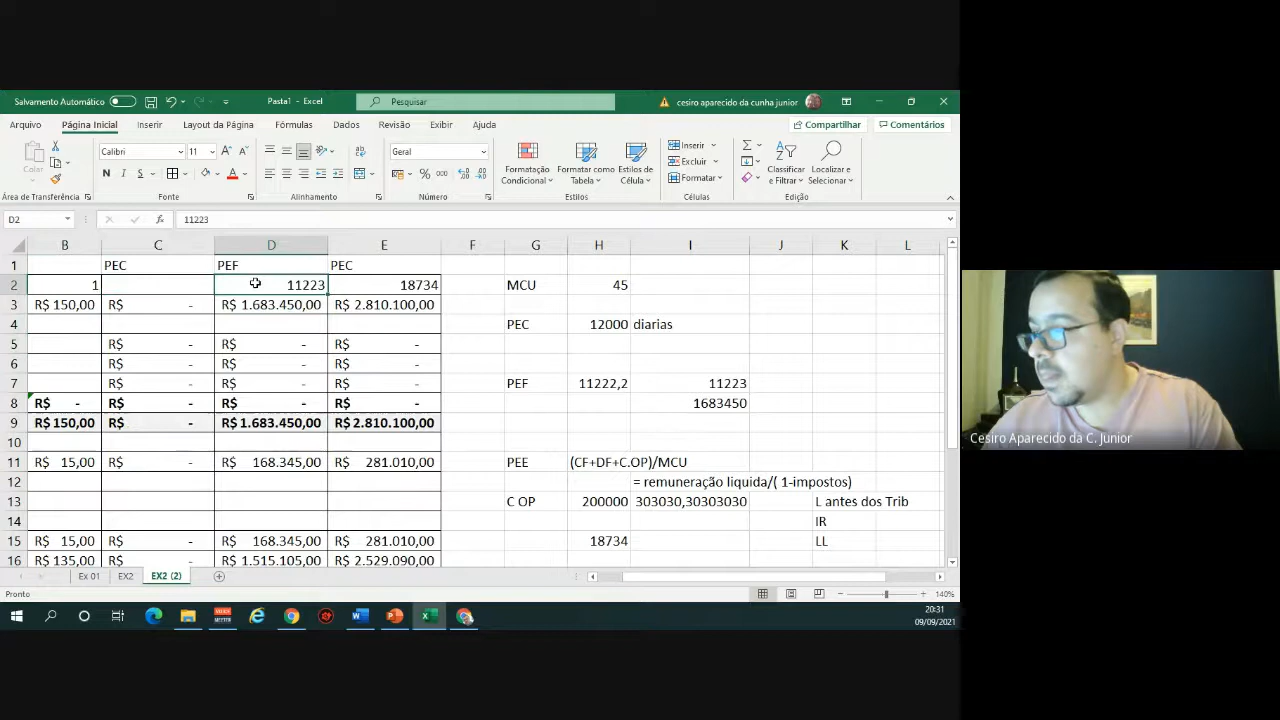 Salvamento Automático
Pasta1 - Excel
Pesquisar
cesiro aparecido da cunha junior
Arquivo Página Inicial Inserir Layout da Página Fórmulas Dados Revisão Exibir Ajuda
Compartilhar Comentários
Colar
Calibri 11
N I S
Geral
Formatação Condicional
Formatar como Tabela
Estilos de Célula
Inserir
Excluir
Formatar
Classificar e Filtrar
Localizar e Selecionar
Área de Transferência Fonte Alinhamento Número Estilos Células Edição
D2 fx 11223
B C D E F G H I J K L
1 PEC PEF PEC
2 1 11223 18734 MCU 45
3 R$ 150,00 R$ - R$ 1.683.450,00 R$ 2.810.100,00
4 PEC 12000 diarias
5 R$ - R$ - R$ -
6 R$ - R$ - R$ -
7 R$ - R$ - R$ - PEF 11222,2 11223
8 R$ - R$ - R$ - R$ - 1683450
9 R$ 150,00 R$ - R$ 1.683.450,00 R$ 2.810.100,00
10
11 R$ 15,00 R$ - R$ 168.345,00 R$ 281.010,00 PEE (CF+DF+C.OP)/MCU
12 = remuneração liquida/( 1-impostos)
13 C OP 200000 303030,30303030 L antes dos Trib
14 IR
15 R$ 15,00 R$ - R$ 168.345,00 R$ 281.010,00 18734 LL
16 R$ 135,00 R$ - R$ 1.515.105,00 R$ 2.529.090,00
Ex 01 EX2 EX2 (2)
Pronto
140%
20:31
09/09/2021
Cesiro Aparecido da C. Junior